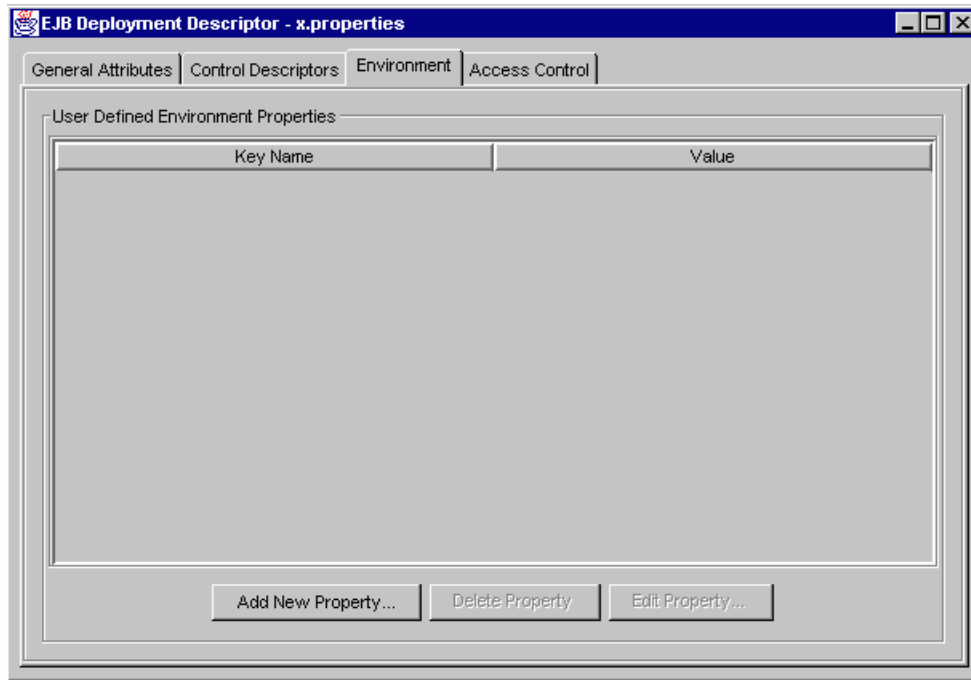 EJB Deployment Descriptor - x.properties
General Attributes Control Descriptors Environment Access Control
User Defined Environment Properties
Key Name Value
Add New Property... Delete Property Edit Property...